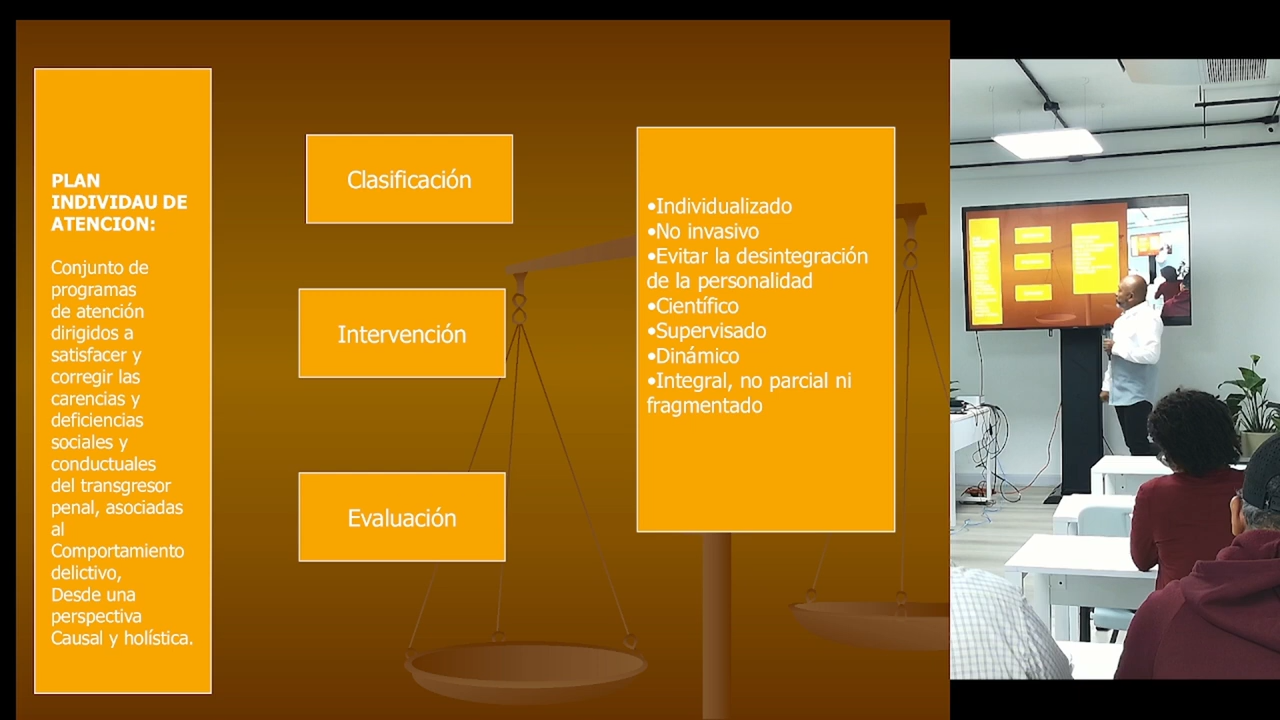 PLAN
INDIVIDAU DE
ATENCION:
Conjunto de
programas
de atención
dirigidos a
satisfacer y
corregir las
carencias y
deficiencias
sociales y
conductuales
del transgresor
penal, asociadas
al
Comportamiento
delictivo,
Desde una
perspectiva
Causal y holística.
Clasificación
Intervención
Evaluación
•Individualizado
•No invasivo
•Evitar la desintegración
de la personalidad
•Científico
•Supervisado
•Dinámico
•Integral, no parcial ni
fragmentado